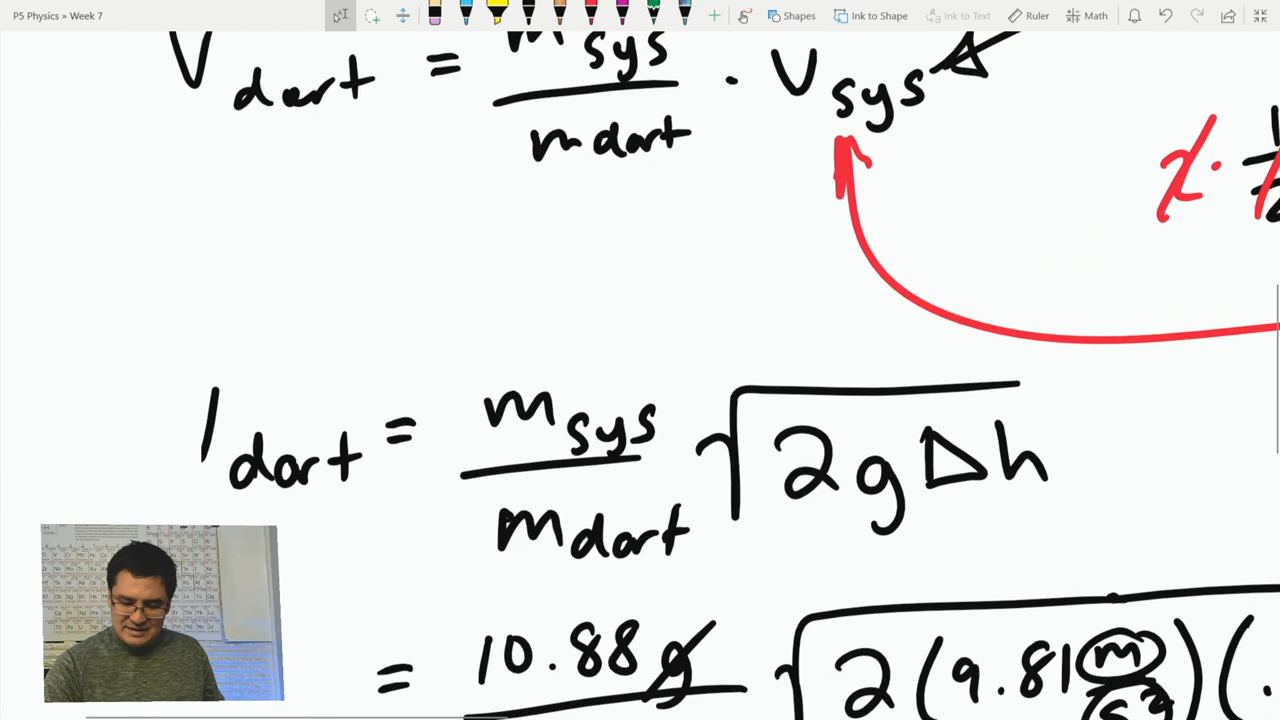 P5 Physics » Week 7
Shapes Ink to Shape Ink to Text Ruler Math
V dart = m sys / m dart · V sys
dart = m sys / m dart √ 2 g Δ h
= 10.88 g √ 2 ( 9.81 m / s² ) ( .